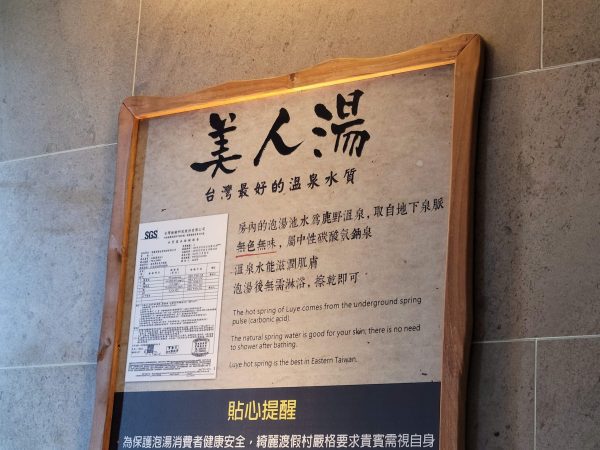 美人湯
台灣最好的溫泉水質
SGS
房內的泡湯池水為鹿野溫泉，取自地下泉脈
無色無味，屬中性碳酸氫鈉泉
溫泉水能滋潤肌膚
泡湯後無需淋浴，擦乾即可
The hot spring of Luye comes from the underground spring
pulse (carbonic acid).
The natural spring water is good for your skin, there is no need
to shower after bathing.
Luye hot spring is the best in Eastern Taiwan.
貼心提醒
為保護泡湯消費者健康安全，綺麗渡假村嚴格要求貴賓需視自身